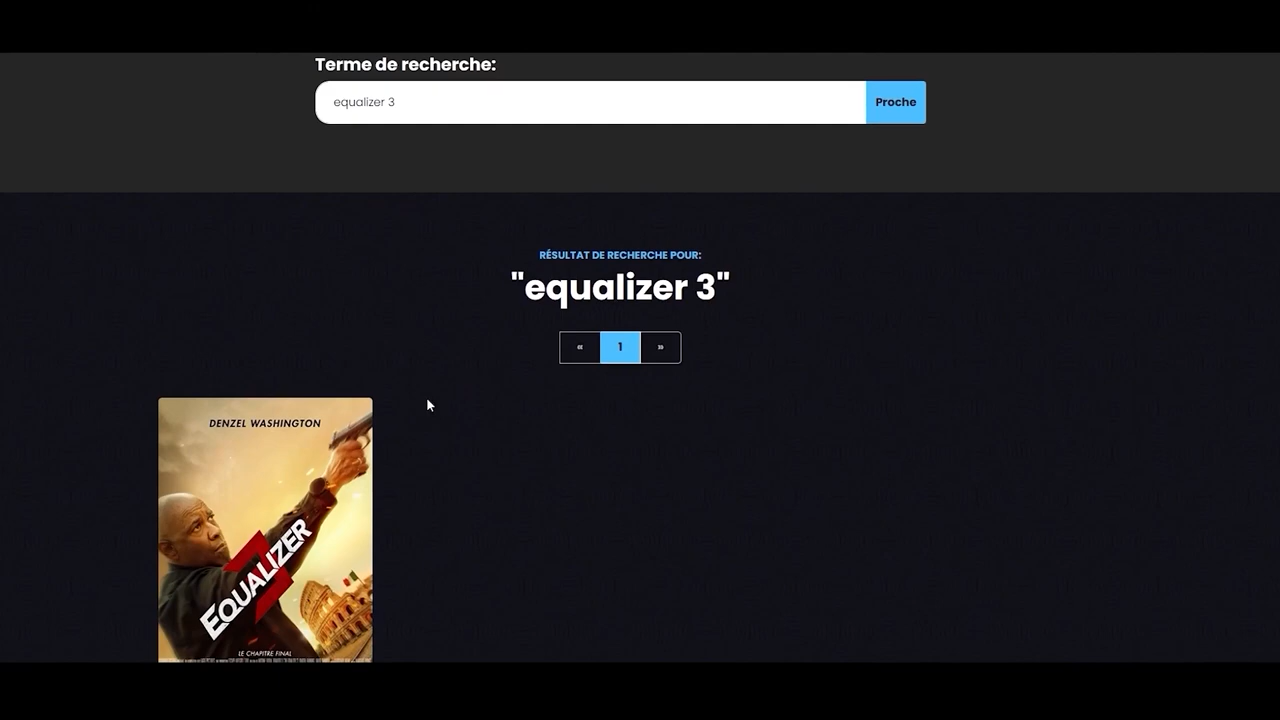 Terme de recherche:
equalizer 3
Proche
RÉSULTAT DE RECHERCHE POUR:
"equalizer 3"
« 1 »
DENZEL WASHINGTON
EQUALIZER
3
LE CHAPITRE FINAL